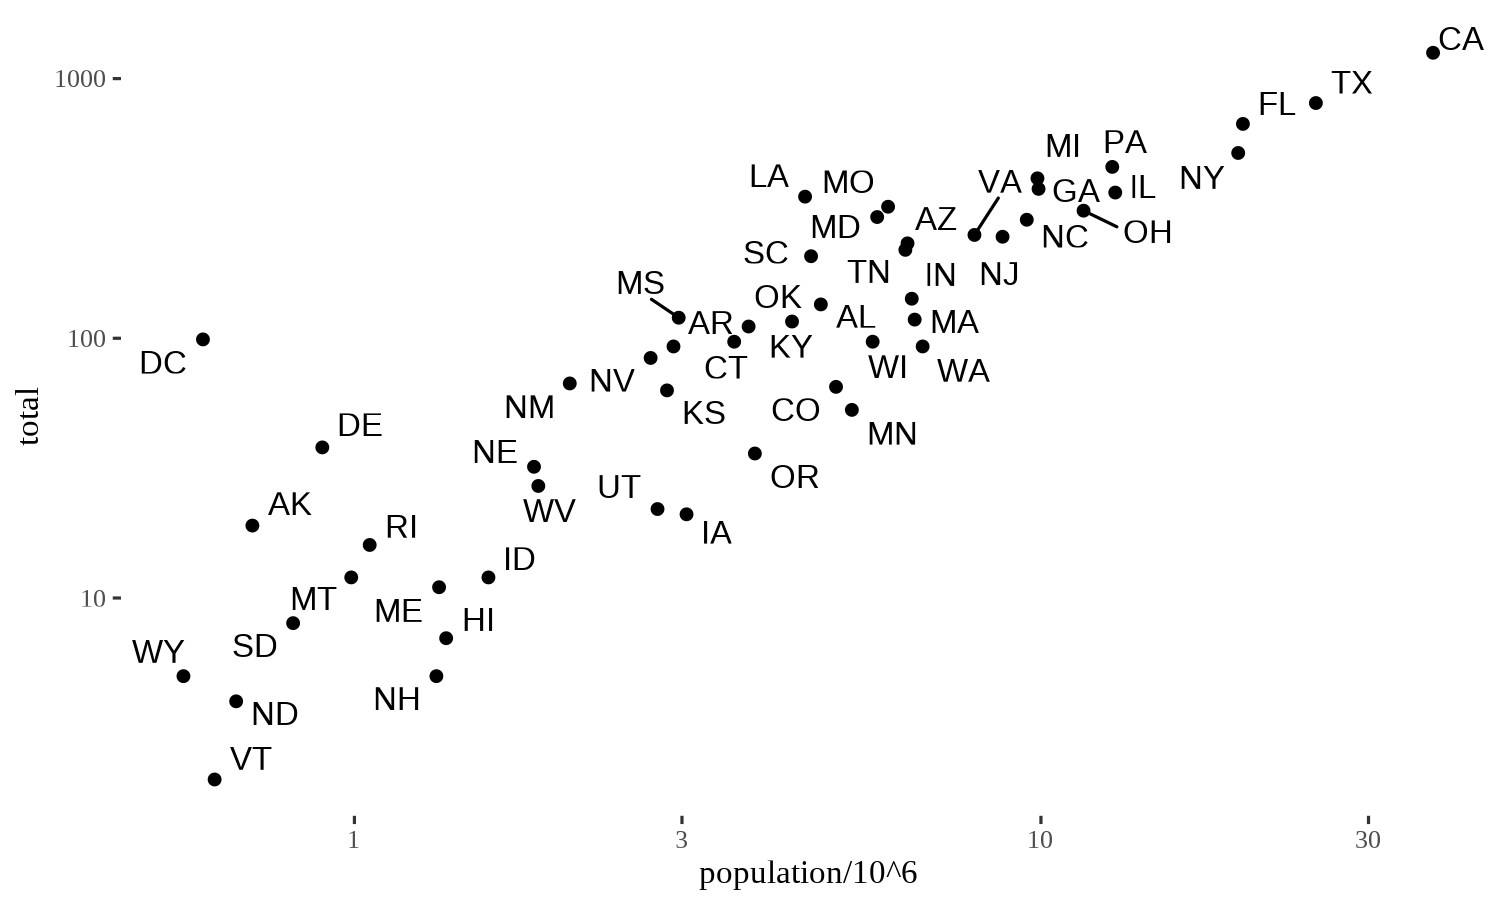 CA
1000
TX
FL
MI PA
LA MO VA GA IL NY
MD AZ NC OH
SC TN IN NJ
MS OK
AR AL MA
100
DC CT KY WI WA
NV
NM KS CO
DE MN
NE
UT OR
AK WV
RI IA
ID
10
MT ME HI
WY SD
NH
ND
VT
1 3 10 30
population/10^6
total